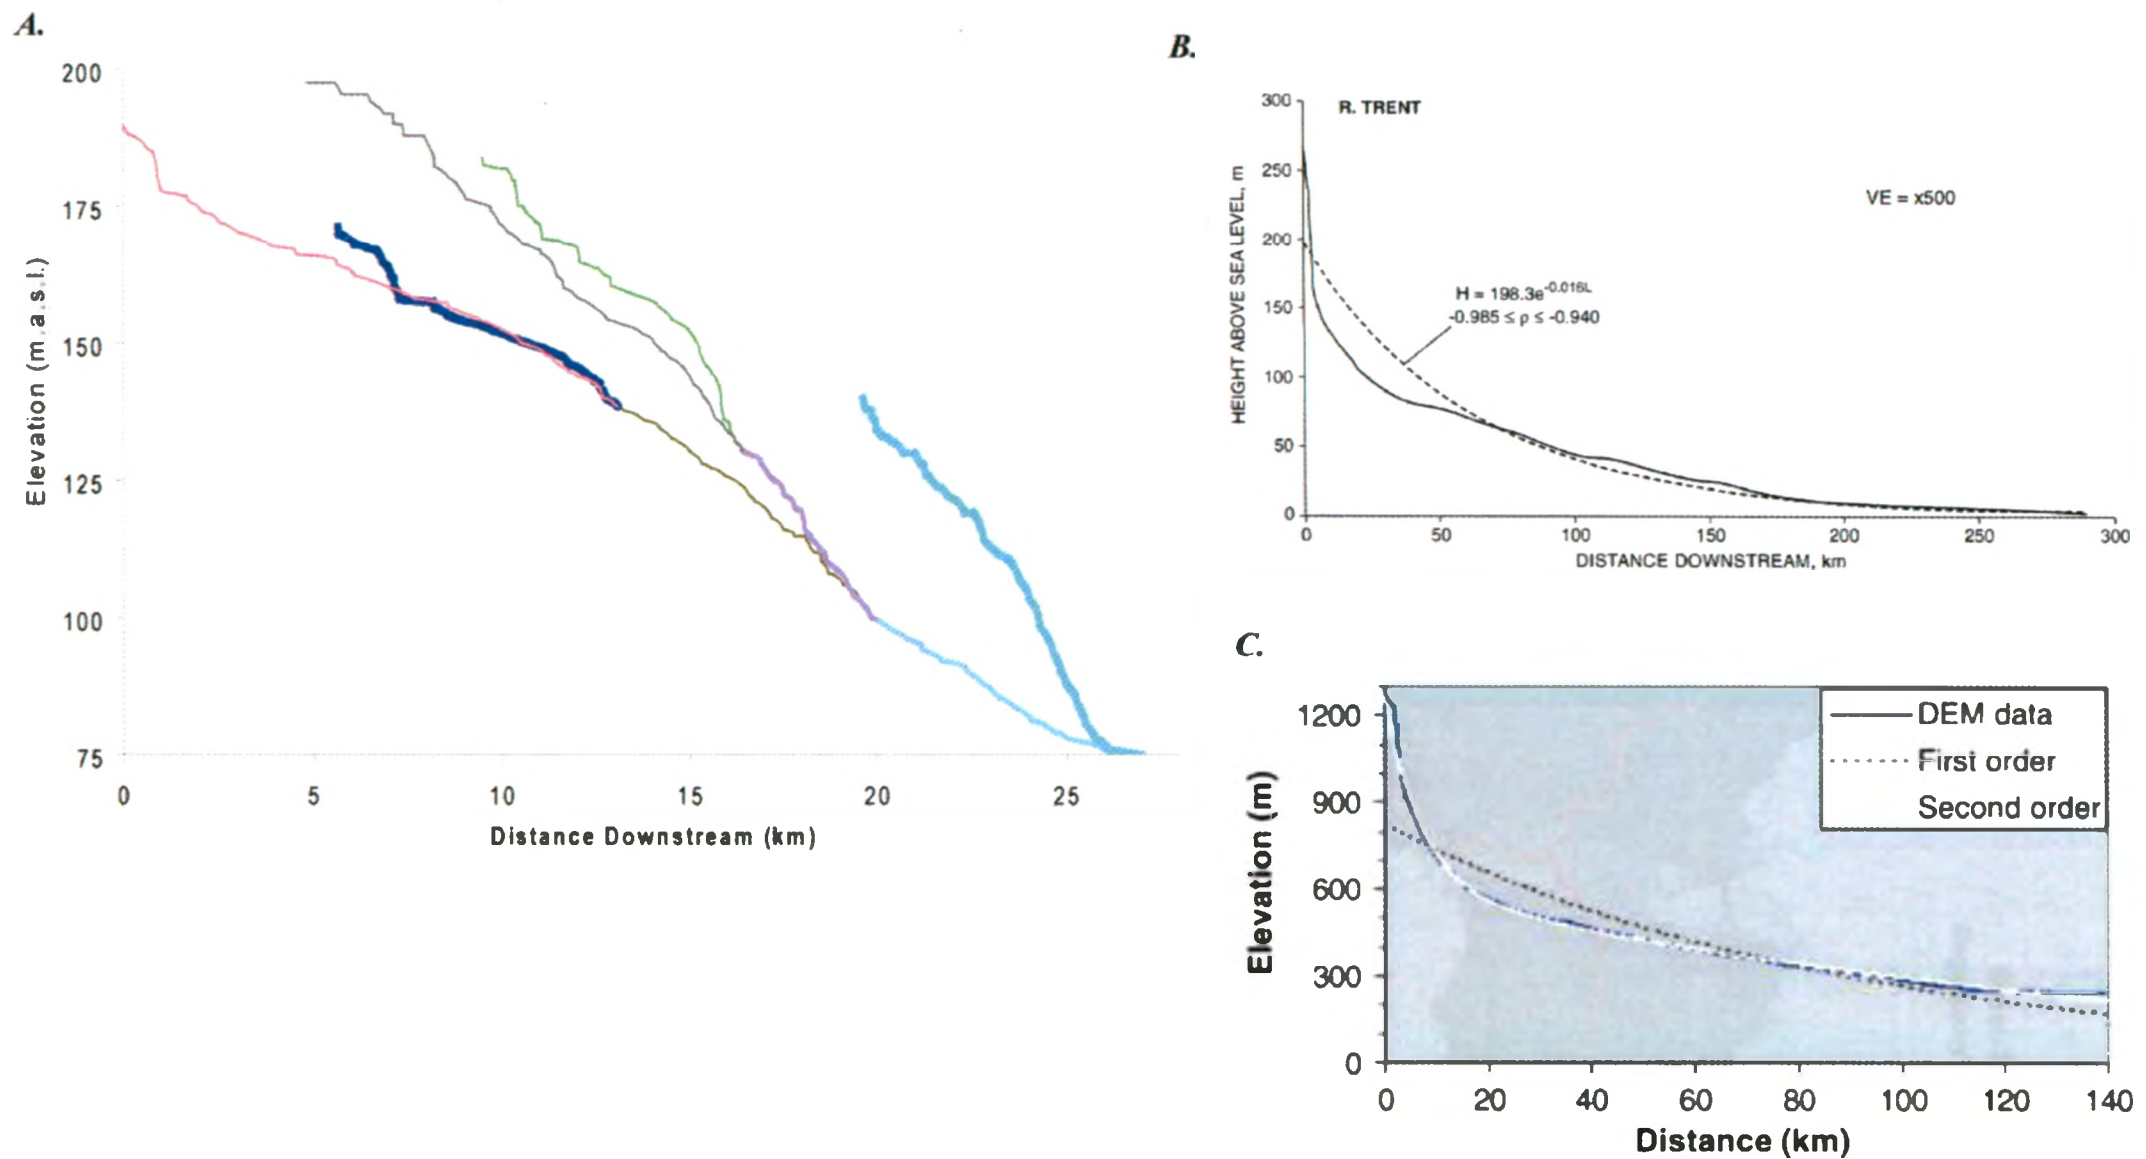 A.
200
175
150
125
100
75
Elevation (m.a.s.l.)
0 5 10 15 20 25
Distance Downstream (km)
B.
R. TRENT
VE = x500
H = 198.3e^-0.016L
-0.985 ≤ ρ ≤ -0.940
300
250
200
150
100
50
0
HEIGHT ABOVE SEA LEVEL, m
0 50 100 150 200 250 300
DISTANCE DOWNSTREAM, km
C.
DEM data
First order
Second order
1200
900
600
300
0
Elevation (m)
0 20 40 60 80 100 120 140
Distance (km)